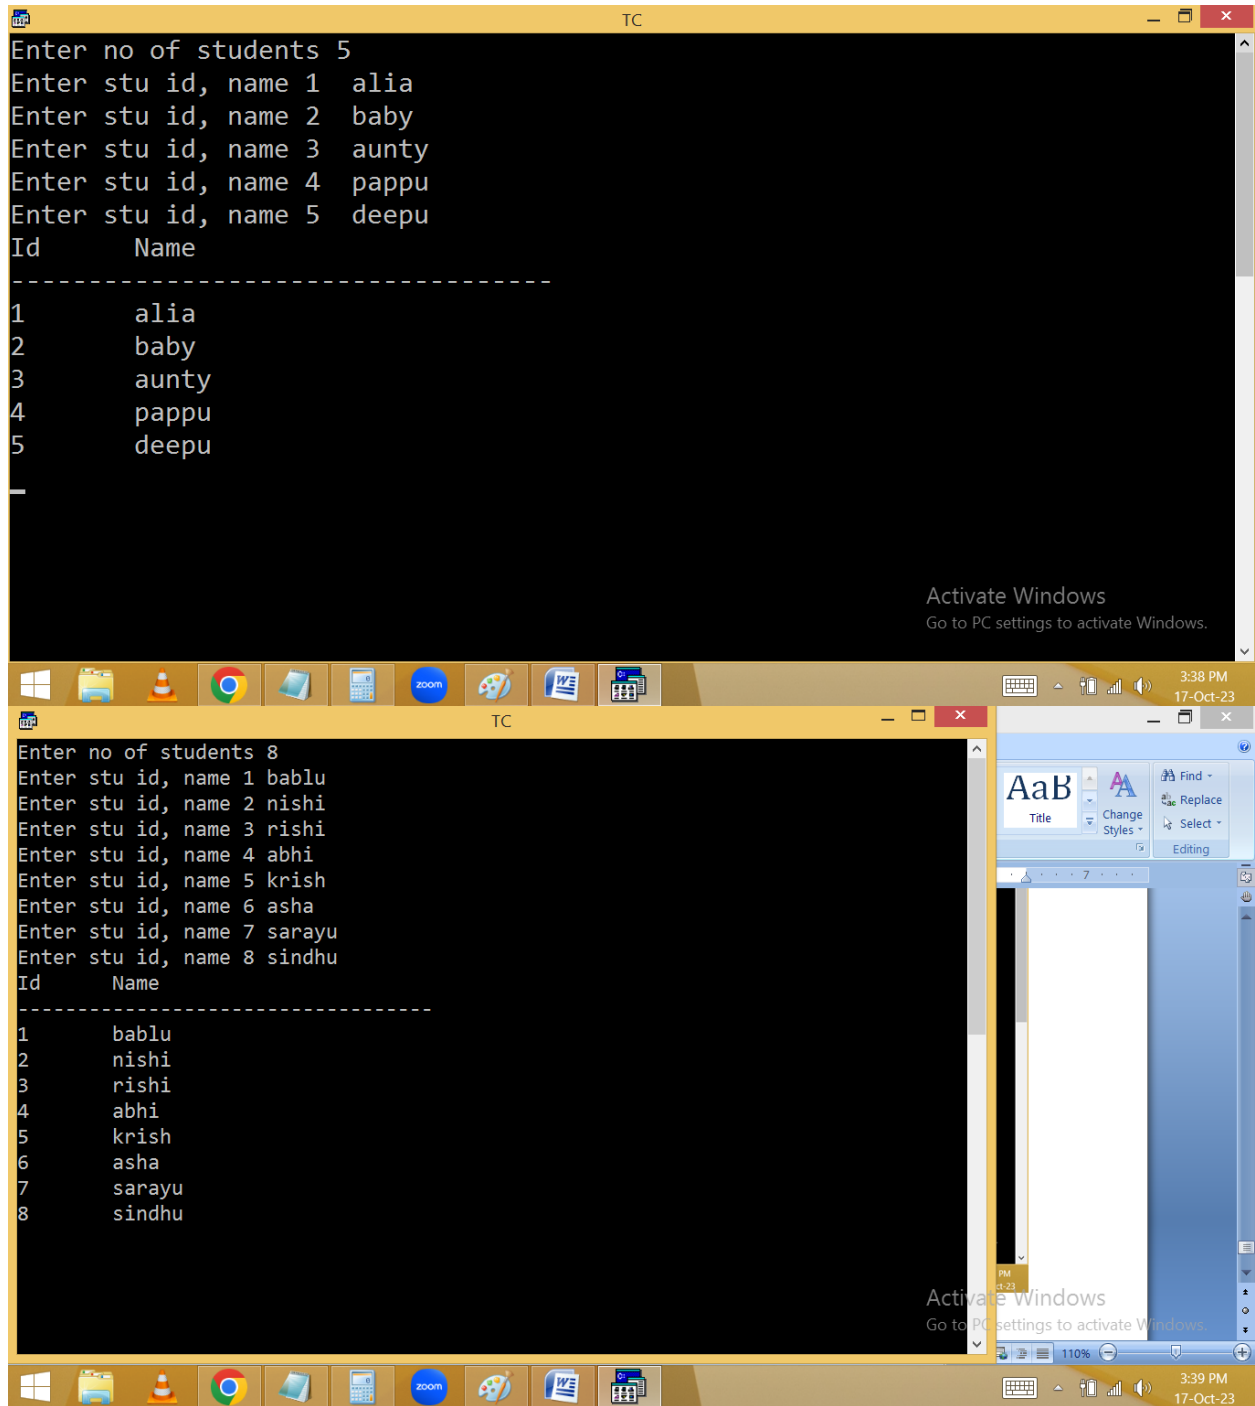 TC
Enter no of students 5
Enter stu id, name 1  alia
Enter stu id, name 2  baby
Enter stu id, name 3  aunty
Enter stu id, name 4  pappu
Enter stu id, name 5  deepu
Id      Name
-----------------------------------
1       alia
2       baby
3       aunty
4       pappu
5       deepu
Activate Windows
Go to PC settings to activate Windows.
zoom
3:38 PM
17-Oct-23
TC
Enter no of students 8
Enter stu id, name 1 bablu
Enter stu id, name 2 nishi
Enter stu id, name 3 rishi
Enter stu id, name 4 abhi
Enter stu id, name 5 krish
Enter stu id, name 6 asha
Enter stu id, name 7 sarayu
Enter stu id, name 8 sindhu
Id      Name
-----------------------------------
1       bablu
2       nishi
3       rishi
4       abhi
5       krish
6       asha
7       sarayu
8       sindhu
AaB
Title
Change
Styles
Find
Replace
Select
Editing
7
PM
ct-23
Activate Windows
Go to PC settings to activate Windows.
110%
zoom
3:39 PM
17-Oct-23